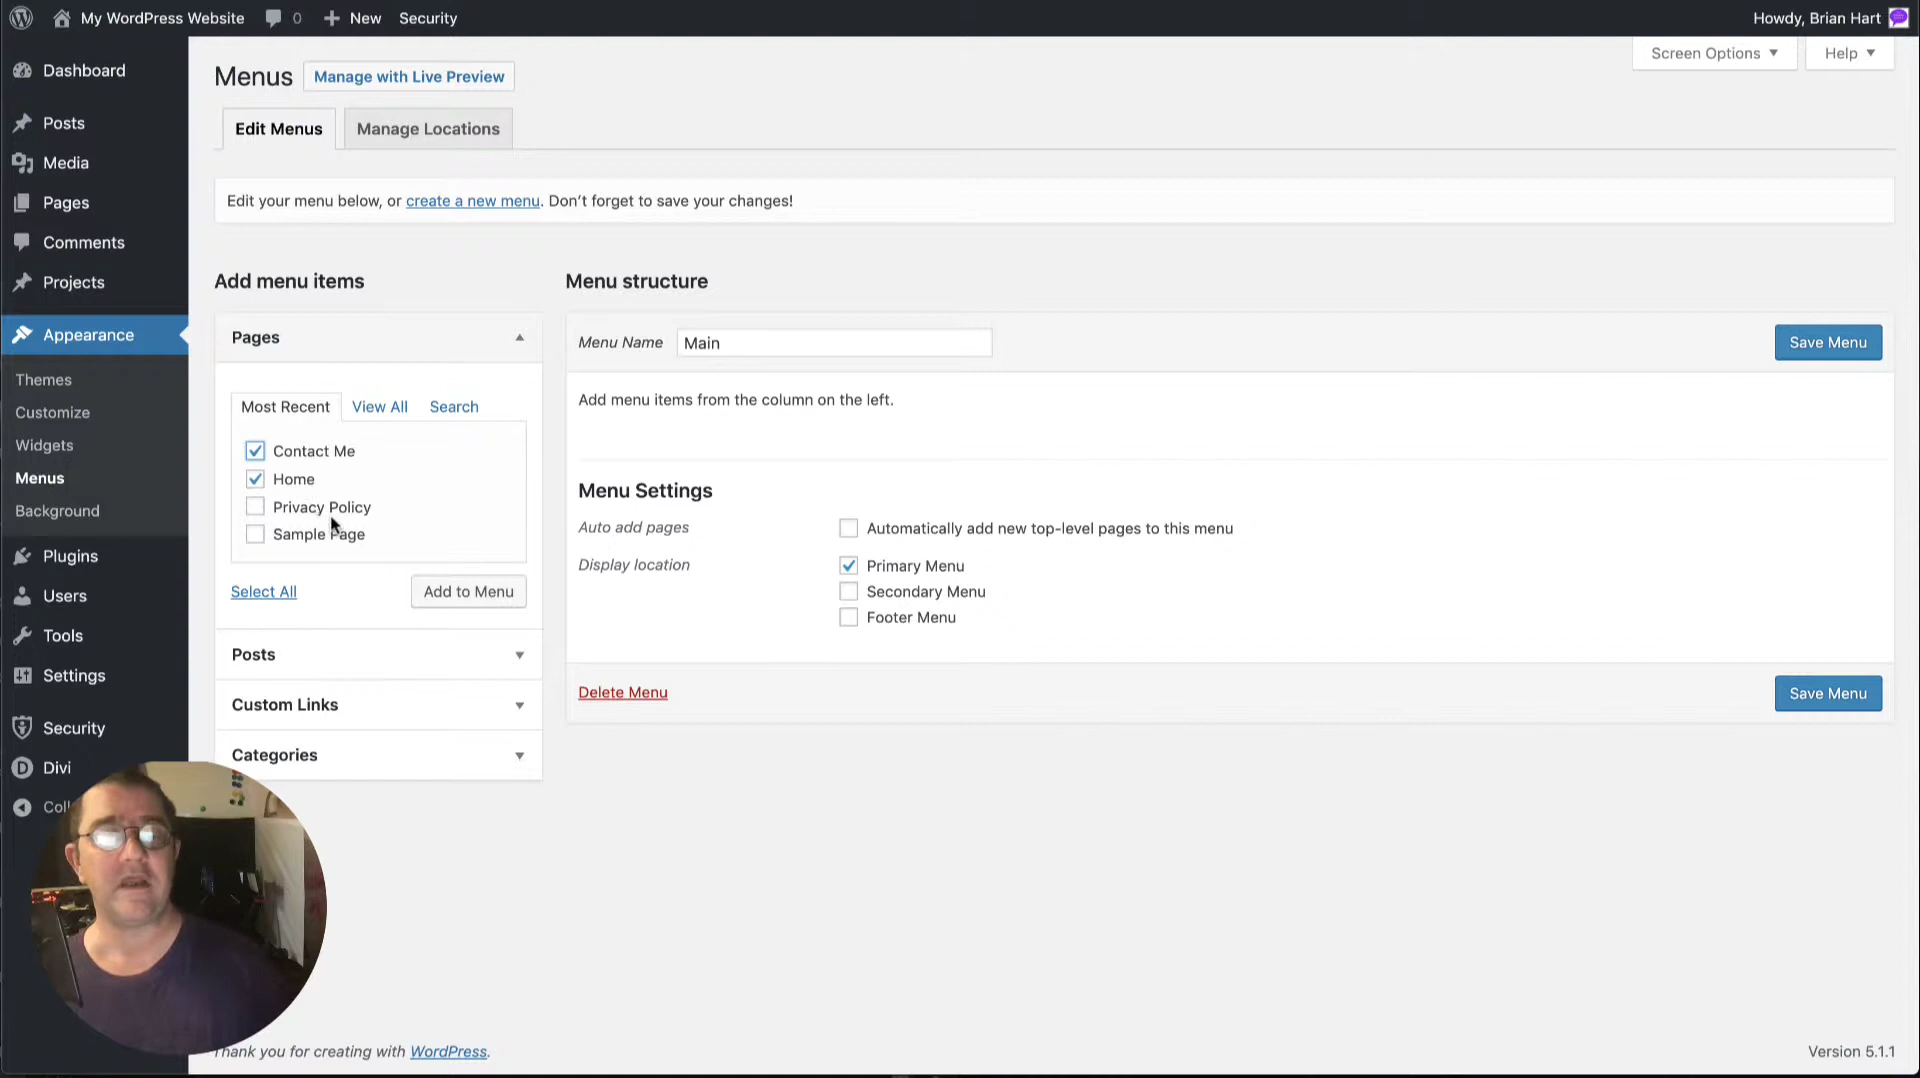 My WordPress Website 0 New Security Howdy, Brian Hart
Screen Options Help
Dashboard
Posts
Media
Pages
Comments
Projects
Appearance
Themes
Customize
Widgets
Menus
Background
Plugins
Users
Tools
Settings
Security
Divi
Coll
Menus Manage with Live Preview
Edit Menus Manage Locations
Edit your menu below, or create a new menu. Don't forget to save your changes!
Add menu items
Pages
Most Recent View All Search
Contact Me
Home
Privacy Policy
Sample Page
Select All Add to Menu
Posts
Custom Links
Categories
Menu structure
Menu Name Main Save Menu
Add menu items from the column on the left.
Menu Settings
Auto add pages Automatically add new top-level pages to this menu
Display location Primary Menu
Secondary Menu
Footer Menu
Delete Menu Save Menu
Thank you for creating with WordPress. Version 5.1.1